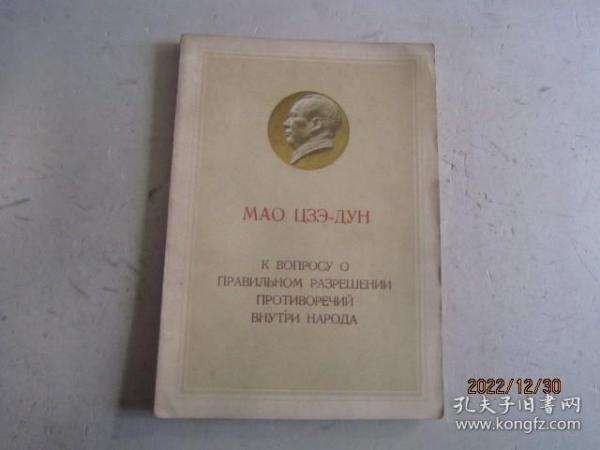 МАО ЦЗЭ-ДУН
К ВОПРОСУ О
ПРАВИЛЬНОМ РАЗРЕШЕНИИ
ПРОТИВОРЕЧИЙ
ВНУТРИ НАРОДА
2022/12/30
孔夫子旧书网
www.kongfz.com